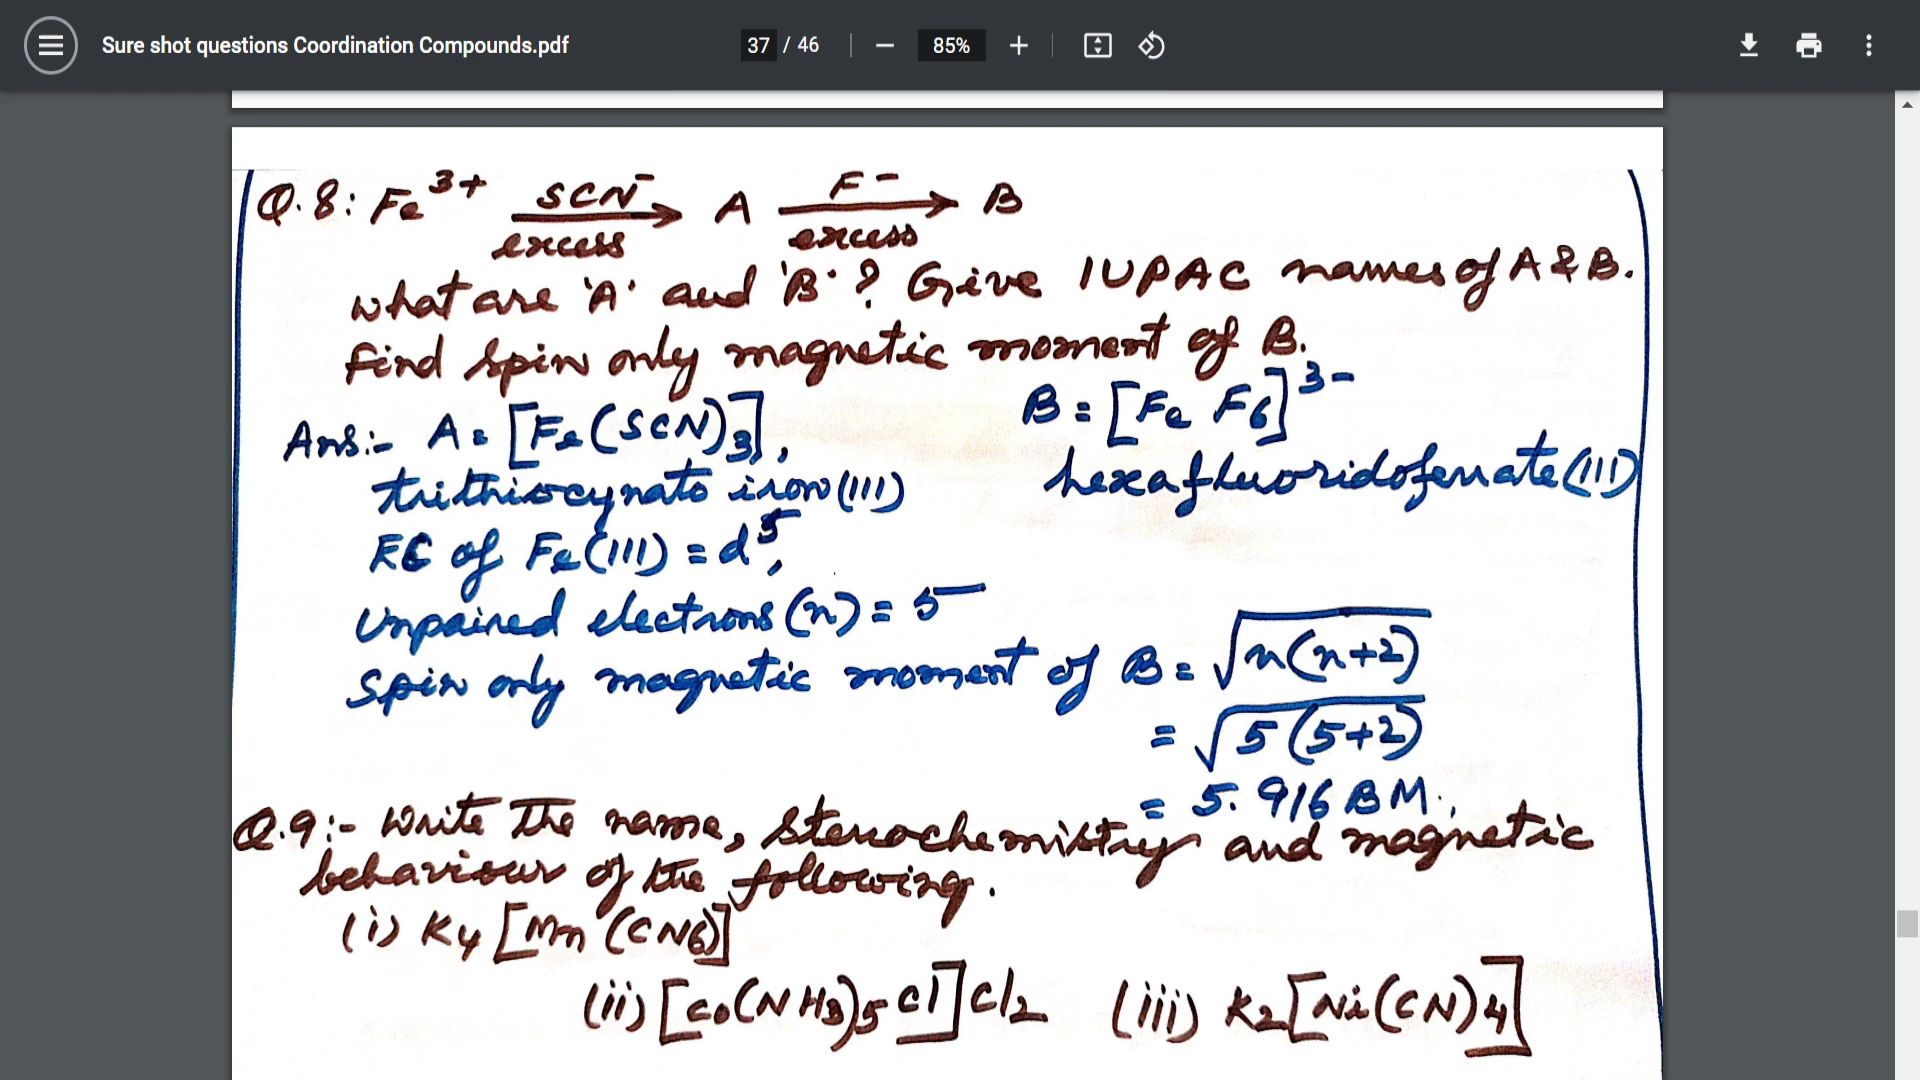 Sure shot questions Coordination Compounds.pdf
37 / 46
85%
Q.8: Fe³⁺ SCN⁻ excess → A F⁻ excess → B
what are 'A' and 'B'? Give IUPAC names of A & B.
Find spin only magnetic moment of B.
Ans:- A = [Fe(SCN)₃], B = [Fe F₆]³⁻
trithiocynato iron(III) hexafluoridoferrate(III)
EC of Fe(III) = d⁵,
Unpaired electrons (n) = 5
Spin only magnetic moment of B = √n(n+2)
= √5(5+2)
= 5.916 BM.,
Q.9:- Write the name, stereochemistry and magnetic
behaviour of the following.
(i) K₄[Mn(CN6)]
(ii) [Co(NH₃)₅Cl]Cl₂ (iii) K₂[Ni(CN)₄]